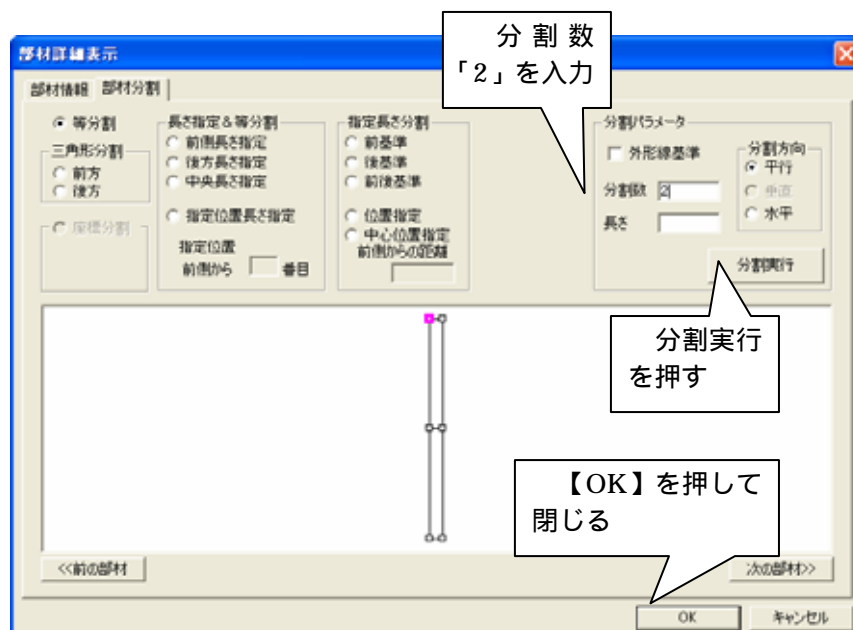 分割数
「2」を入力
部材詳細表示
部材情報 部材分割
等分割
三角形分割
前方
後方
座標分割
長さ指定&等分割
前側長さ指定
後方長さ指定
中央長さ指定
指定位置長さ指定
指定位置
前側から 番目
指定長さ分割
前基準
後基準
前後基準
位置指定
中心位置指定
前側からの距離
分割パラメータ
外形線基準
分割数 2
長さ
分割方向
平行
垂直
水平
分割実行
分割実行
を押す
【OK】を押して
閉じる
<<前の部材
次の部材>>
OK
キャンセル